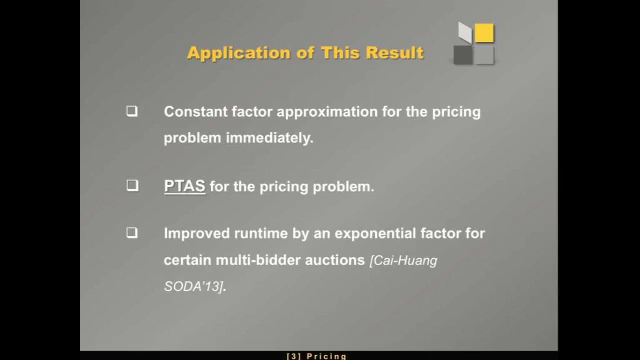 Application of This Result
❑ Constant factor approximation for the pricing
problem immediately.
❑ PTAS for the pricing problem.
❑ Improved runtime by an exponential factor for
certain multi-bidder auctions [Cai-Huang
SODA'13].
[3] Pricing